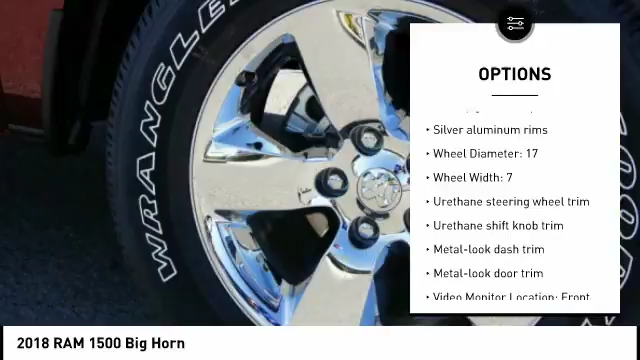 WRANGLER
OPTIONS
• Silver aluminum rims
• Wheel Diameter: 17
• Wheel Width: 7
• Urethane steering wheel trim
• Urethane shift knob trim
• Metal-look dash trim
• Metal-look door trim
• Video Monitor Location: Front
2018 RAM 1500 Big Horn